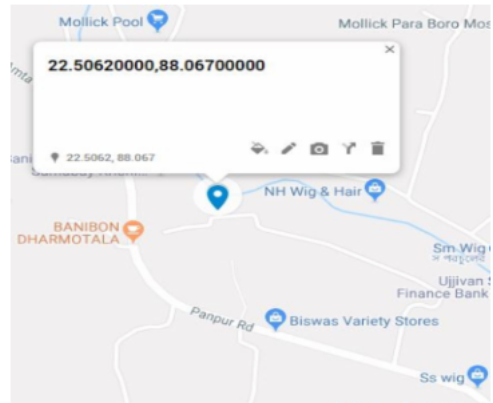 Mollick Pool
Mollick Para Boro Mos
22.50620000,88.06700000
22.5062, 88.067
NH Wig & Hair
BANIBON
DHARMOTALA
Sm Wig
Ujjivan
Finance Bank
Panpur Rd
Biswas Variety Stores
Ss wig